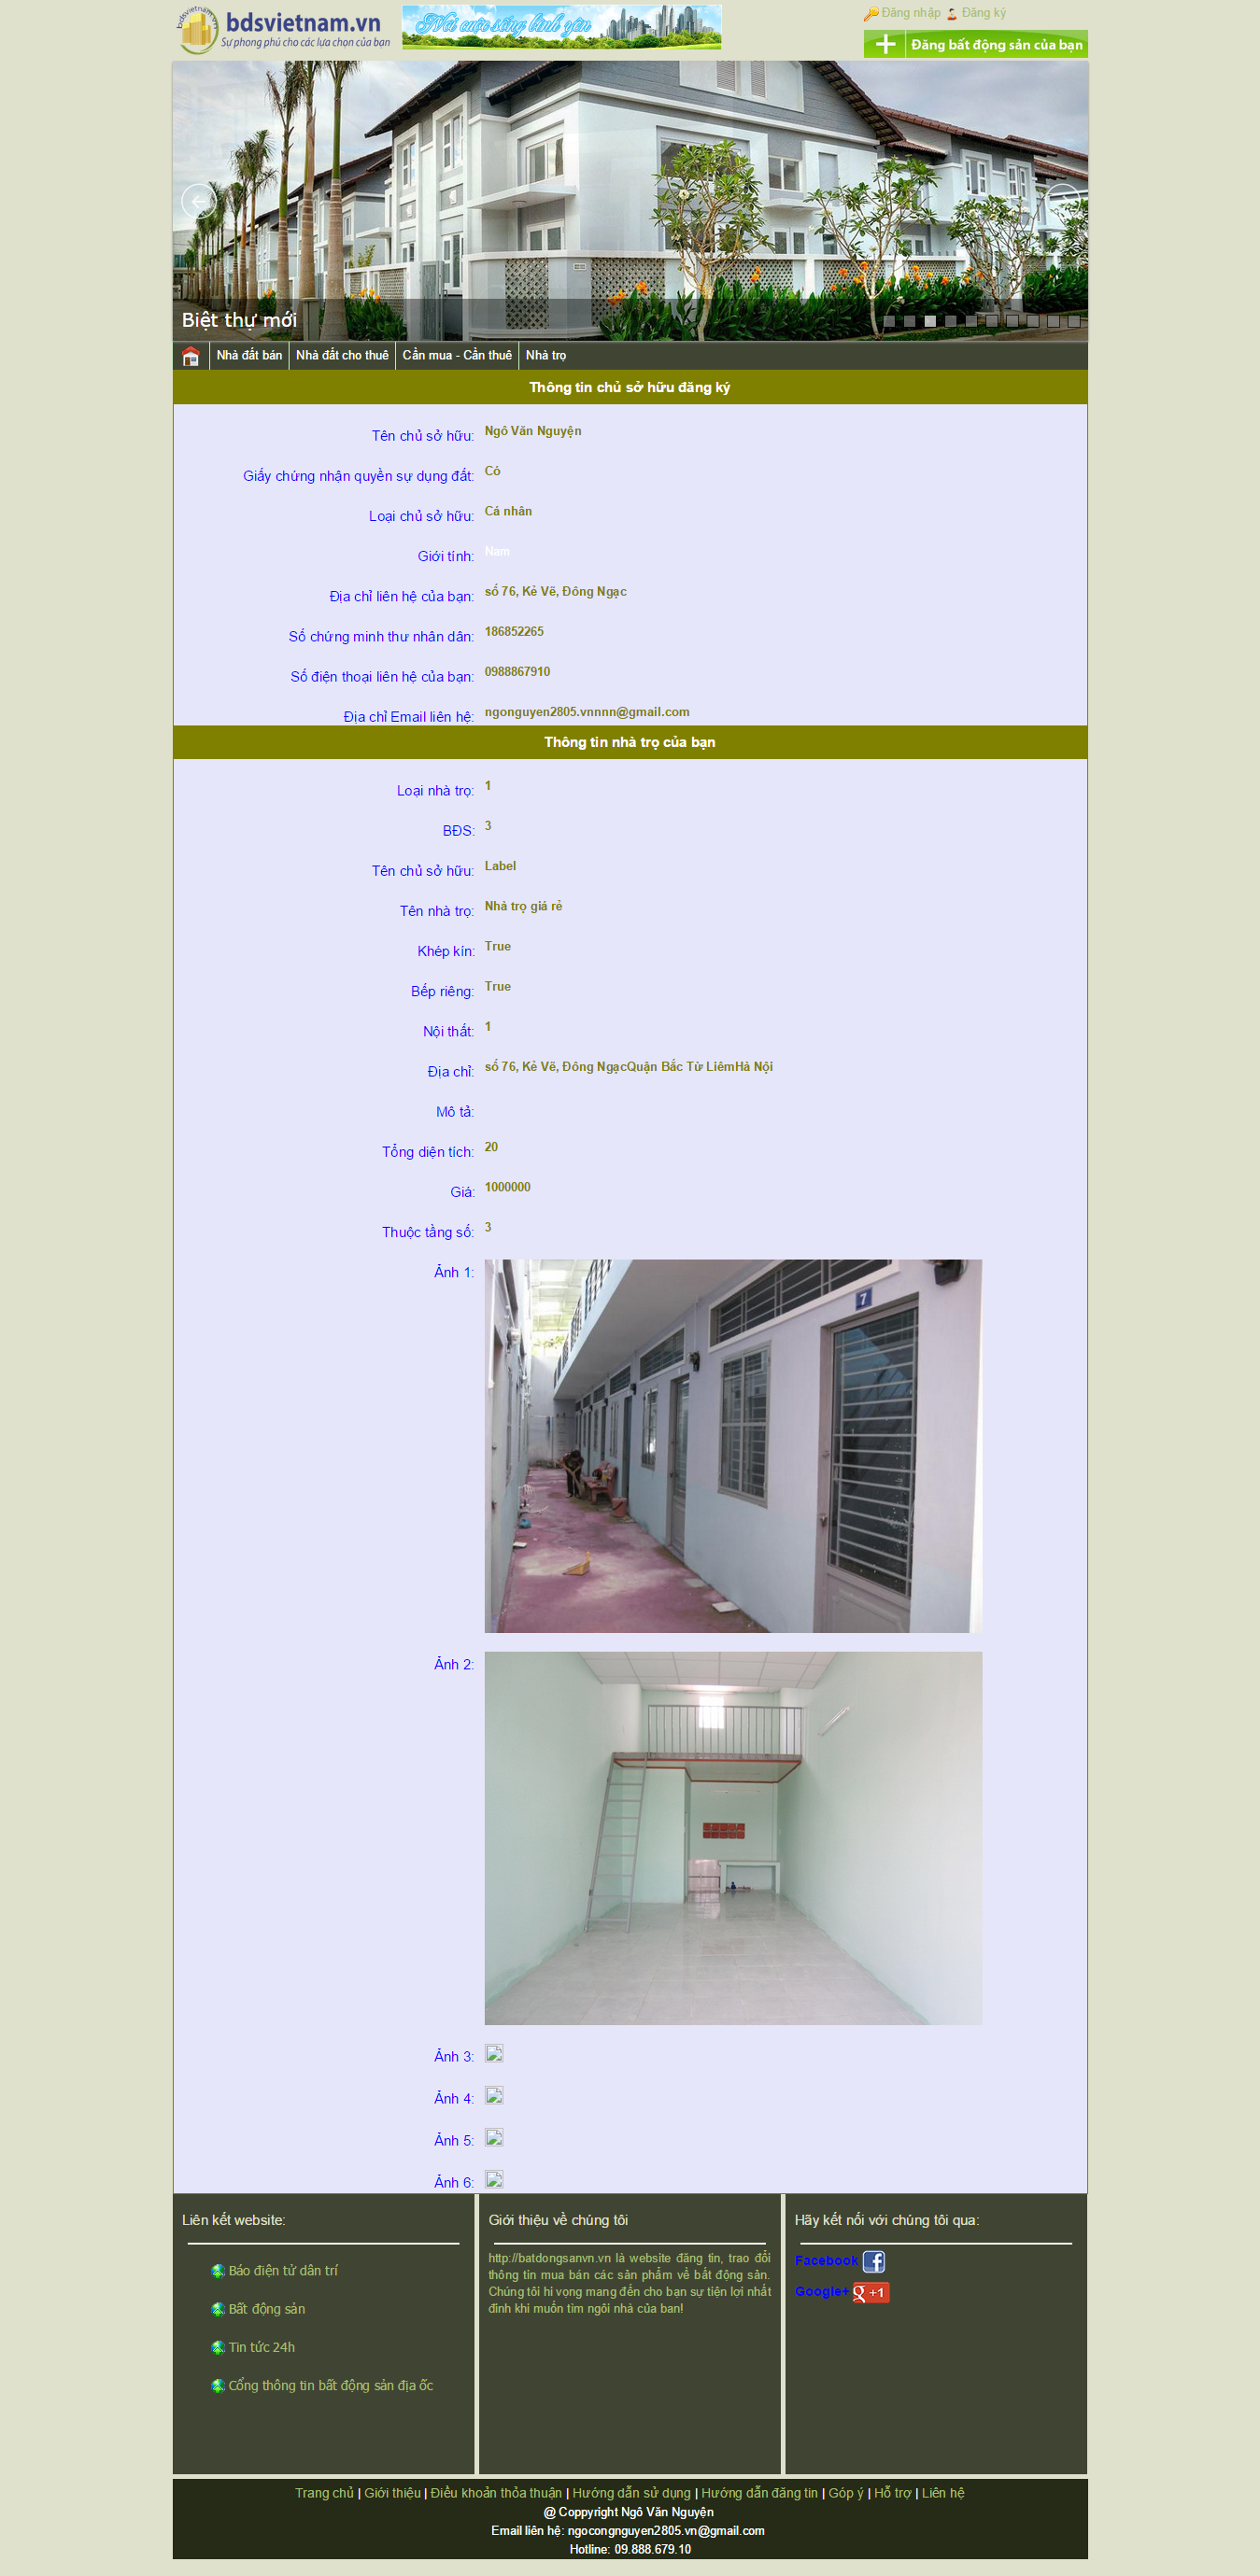 bdsvietnam.vn
Sự phong phú cho các lựa chọn của bạn
Nơi cuộc sống bình yên
Đăng nhập Đăng ký
Đăng bất động sản của bạn
Biệt thự mới
Nhà đất bán
Nhà đất cho thuê
Cần mua - Cần thuê
Nhà trọ
Thông tin chủ sở hữu đăng ký
Tên chủ sở hữu: Ngô Văn Nguyện
Giấy chứng nhận quyền sự dụng đất: Có
Loại chủ sở hữu: Cá nhân
Giới tính: Nam
Địa chỉ liên hệ của bạn: số 76, Kẻ Vẽ, Đông Ngạc
Số chứng minh thư nhân dân: 186852265
Số điện thoại liên hệ của bạn: 0988867910
Địa chỉ Email liên hệ: ngonguyen2805.vnnnn@gmail.com
Thông tin nhà trọ của bạn
Loại nhà trọ: 1
BĐS: 3
Tên chủ sở hữu: Label
Tên nhà trọ: Nhà trọ giá rẻ
Khép kín: True
Bếp riêng: True
Nội thất: 1
Địa chỉ: số 76, Kẻ Vẽ, Đông NgạcQuận Bắc Từ LiêmHà Nội
Mô tả:
Tổng diện tích: 20
Giá: 1000000
Thuộc tầng số: 3
Ảnh 1:
7
Ảnh 2:
Ảnh 3:
Ảnh 4:
Ảnh 5:
Ảnh 6:
Liên kết website:
Báo điện tử dân trí
Bất động sản
Tin tức 24h
Cổng thông tin bất động sản địa ốc
Giới thiệu về chúng tôi
http://batdongsanvn.vn là website đăng tin, trao đổi
thông tin mua bán các sản phẩm về bất động sản.
Chúng tôi hi vọng mang đến cho bạn sự tiện lợi nhất
định khi muốn tìm ngôi nhà của bạn!
Hãy kết nối với chúng tôi qua:
Facebook
Google+ g +1
Trang chủ | Giới thiệu | Điều khoản thỏa thuận | Hướng dẫn sử dụng | Hướng dẫn đăng tin | Góp ý | Hỗ trợ | Liên hệ
@ Coppyright Ngô Văn Nguyện
Email liên hệ: ngocongnguyen2805.vn@gmail.com
Hotline: 09.888.679.10